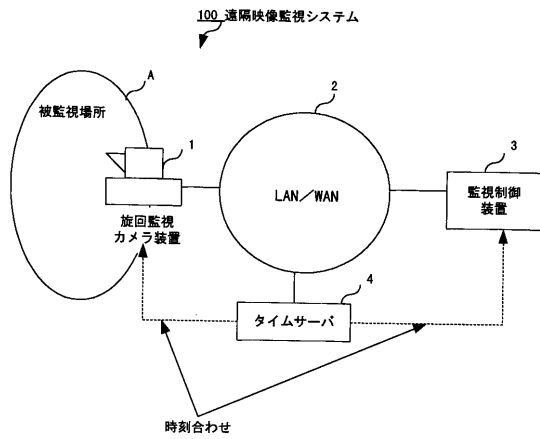 100 遠隔映像監視システム
A
被監視場所
1
旋回監視
カメラ装置
2
LAN/WAN
3
監視制御
装置
4
タイムサーバ
時刻合わせ